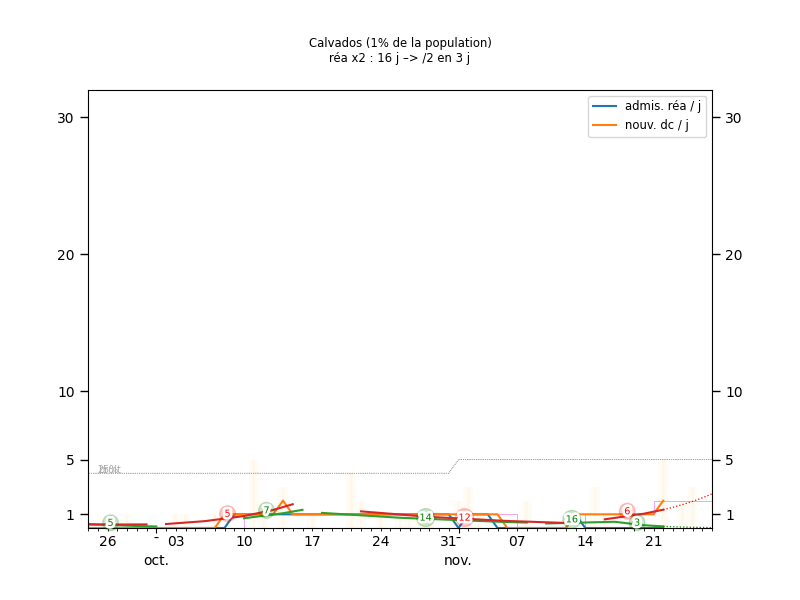 Calvados (1% de la population)
réa x2 : 16 j –> /2 en 3 j
admis. réa / j
nouv. dc / j
30 30
20 20
10 10
5 5
1 1
5 5 7 14 12 16 6 3
26 03 10 17 24 31 07 14 21
oct. nov.